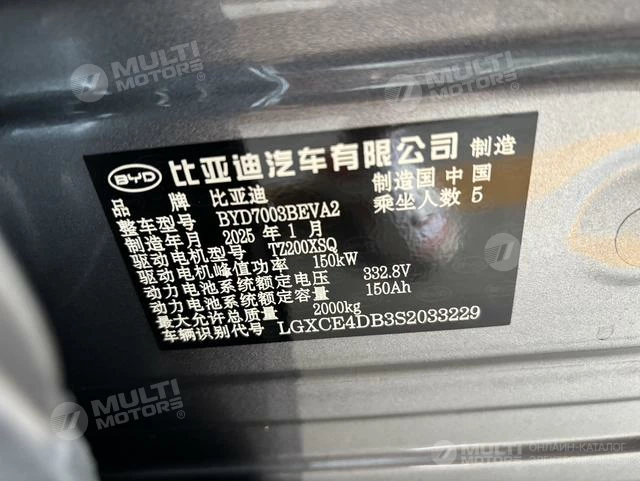 MULTI MOTORS
MULTI MOTORS
BYD 比亚迪汽车有限公司 制造
品 牌 比亚迪 制造国 中国
整车型号 BYD7003BEVA2 乘坐人数 5
制造年月 2025 年 1 月
驱动电机型号 TZ200XSQ
驱动电机峰值功率 150kW
动力电池系统额定电压 332.8V
动力电池系统额定容量 150Ah
最大允许总质量 2000kg
车辆识别代号 LGXCE4DB3S2033229
MULTI MOTORS
MULTI MOTORS
ОНЛАЙН-КАТАЛОГ